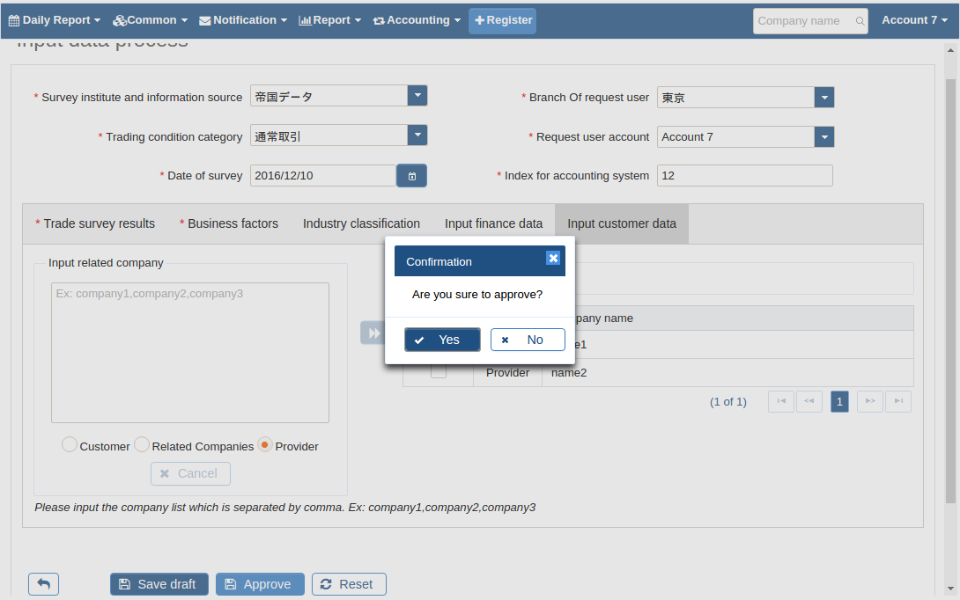 Daily Report Common Notification Report Accounting Register Company name Account 7
Input data process
* Survey institute and information source 帝国データ * Branch Of request user 東京
* Trading condition category 通常取引 * Request user account Account 7
* Date of survey 2016/12/10 * Index for accounting system 12
* Trade survey results * Business factors Industry classification Input finance data Input customer data
Confirmation
Are you sure to approve?
Yes No
Input related company
Ex: company1,company2,company3
Customer Related Companies Provider
Cancel
pany name
e1
Provider name2
(1 of 1) 1
Please input the company list which is separated by comma. Ex: company1,company2,company3
Save draft Approve Reset